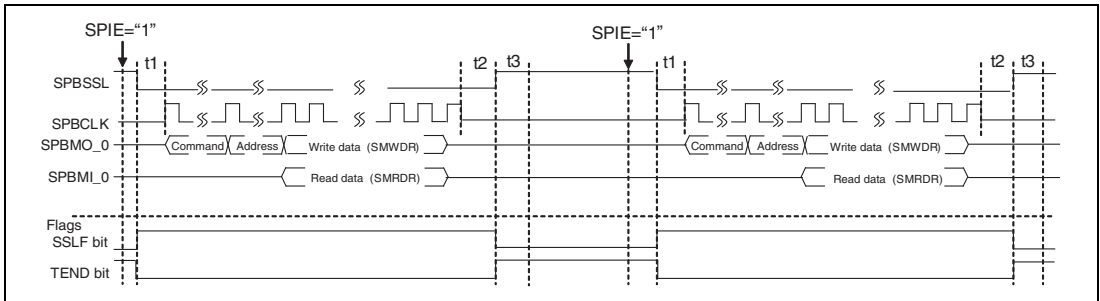 SPIE="1" SPIE="1"
t1 t2 t3 t1 t2 t3
SPBSSL
SPBCLK
SPBMO_0 Command Address Write data (SMWDR) Command Address Write data (SMWDR)
SPBMI_0 Read data (SMRDR) Read data (SMRDR)
Flags
SSLF bit
TEND bit